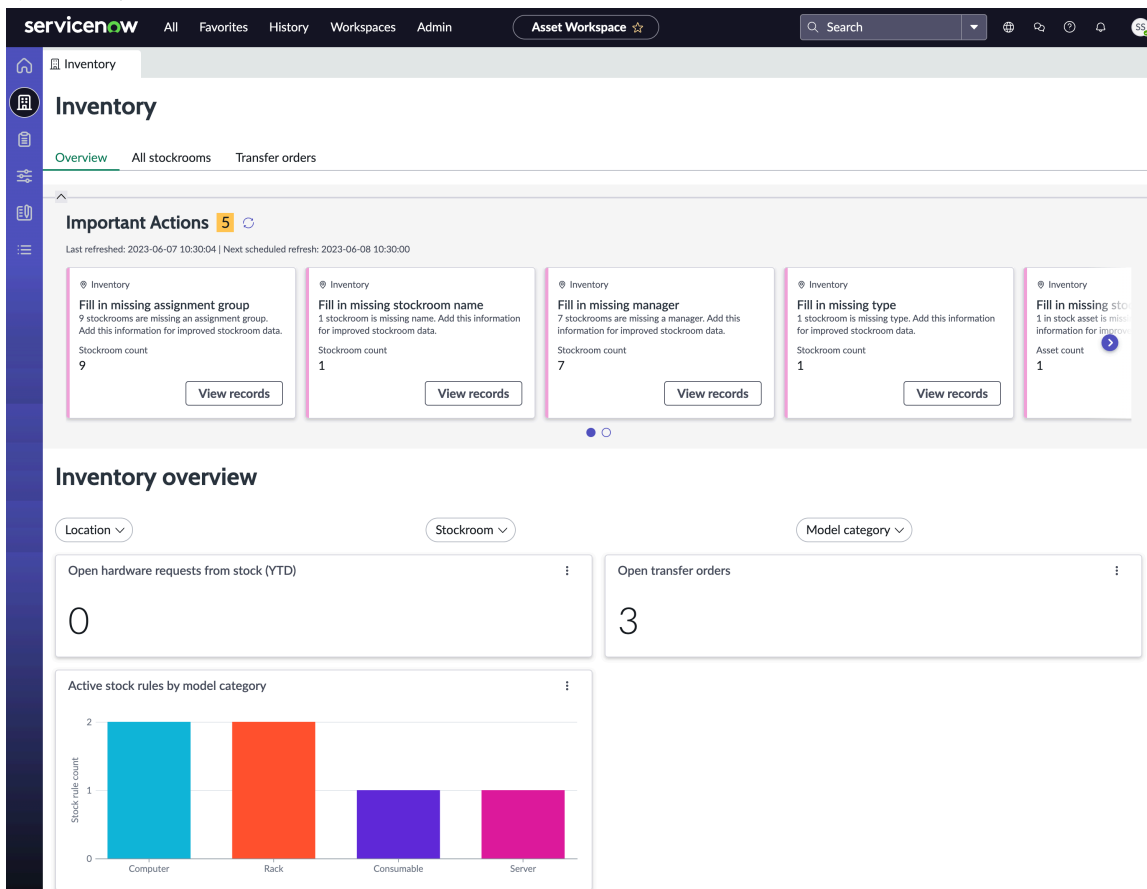 servicenow All Favorites History Workspaces Admin Asset Workspace Search SS
Inventory
Inventory
Overview All stockrooms Transfer orders
Important Actions 5
Last refreshed: 2023-06-07 10:30:04 | Next scheduled refresh: 2023-06-08 10:30:00
Inventory
Fill in missing assignment group
9 stockrooms are missing an assignment group.
Add this information for improved stockroom data.
Stockroom count
9
View records
Inventory
Fill in missing stockroom name
1 stockroom is missing name. Add this information
for improved stockroom data.
Stockroom count
1
View records
Inventory
Fill in missing manager
7 stockrooms are missing a manager. Add this
information for improved stockroom data.
Stockroom count
7
View records
Inventory
Fill in missing type
1 stockroom is missing type. Add this information
for improved stockroom data.
Stockroom count
1
View records
Inventory
Fill in missing
1 in stock asset is
information for
Asset count
1
Inventory overview
Location Stockroom Model category
Open hardware requests from stock (YTD)
0
Open transfer orders
3
Active stock rules by model category
Stock rule count
2
1
0
Computer Rack Consumable Server